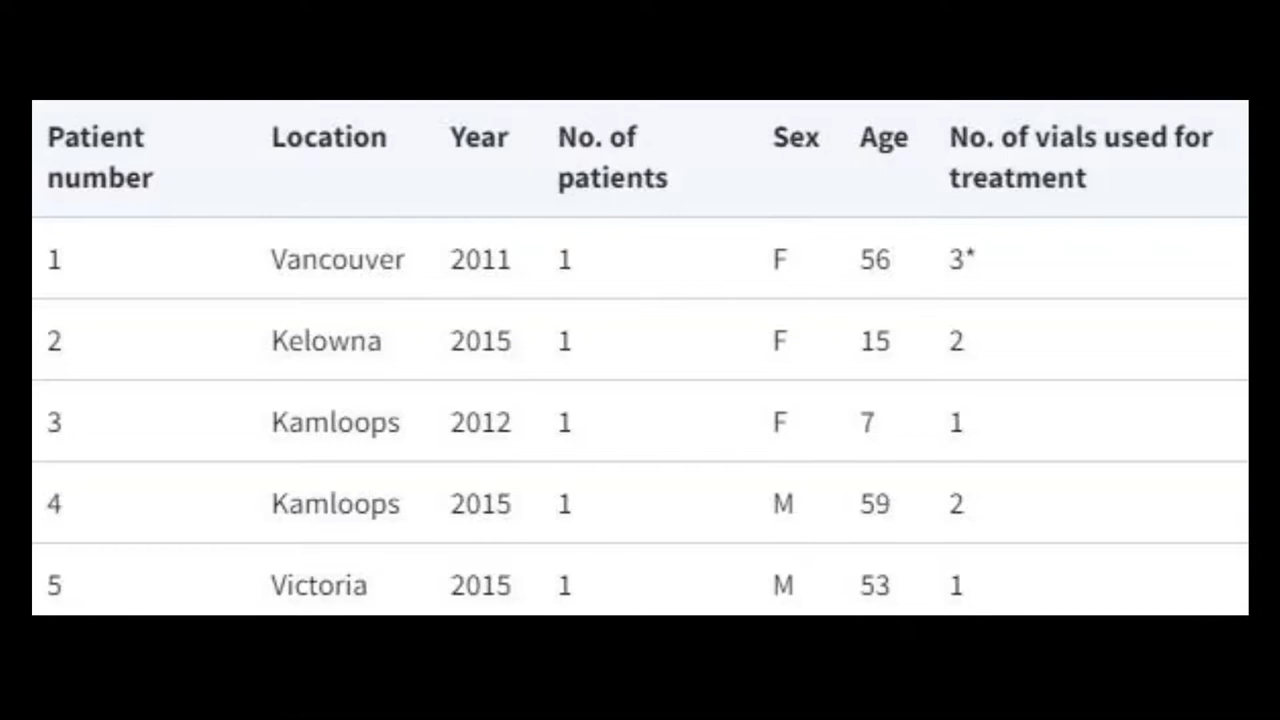 Patient number Location Year No. of patients Sex Age No. of vials used for treatment
1 Vancouver 2011 1 F 56 3*
2 Kelowna 2015 1 F 15 2
3 Kamloops 2012 1 F 7 1
4 Kamloops 2015 1 M 59 2
5 Victoria 2015 1 M 53 1